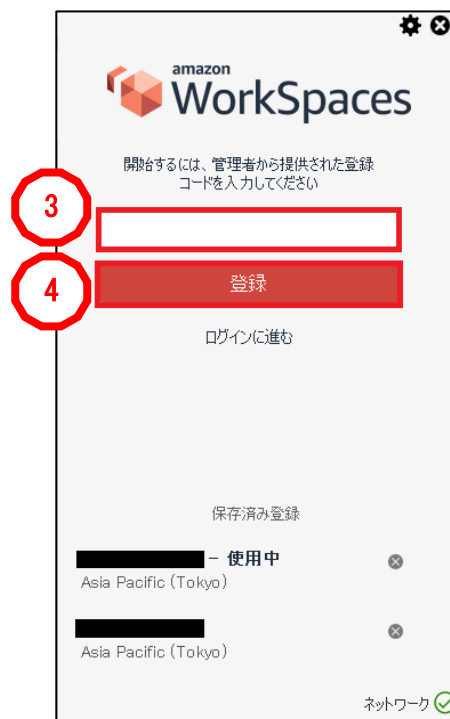 amazon
WorkSpaces
開始するには、管理者から提供された登録
コードを入力してください
3
4
登録
ログインに進む
保存済み登録
– 使用中
Asia Pacific (Tokyo)
Asia Pacific (Tokyo)
ネットワーク